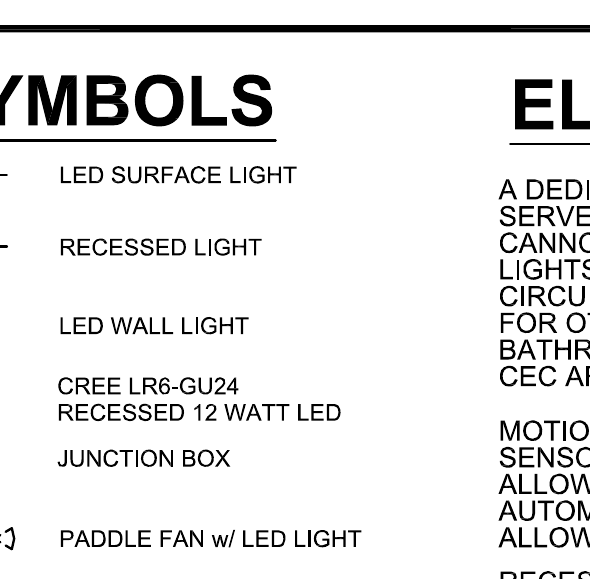 YMBOLS
LED SURFACE LIGHT
RECESSED LIGHT
LED WALL LIGHT
CREE LR6-GU24
RECESSED 12 WATT LED
JUNCTION BOX
PADDLE FAN w/ LED LIGHT
EL
A DEDI
SERVE
CANNO
LIGHTS
CIRCU
FOR OT
BATHR
CEC AR
MOTIO
SENSO
ALLOW
AUTOM
ALLOW
RECES